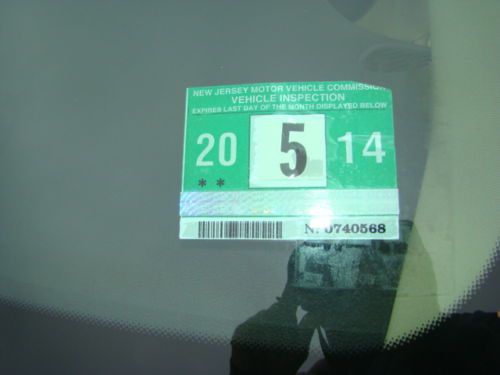 NEW JERSEY MOTOR VEHICLE COMMISSION
VEHICLE INSPECTION
EXPIRES LAST DAY OF THE MONTH DISPLAYED BELOW
20 5 14
**
N. 0740568